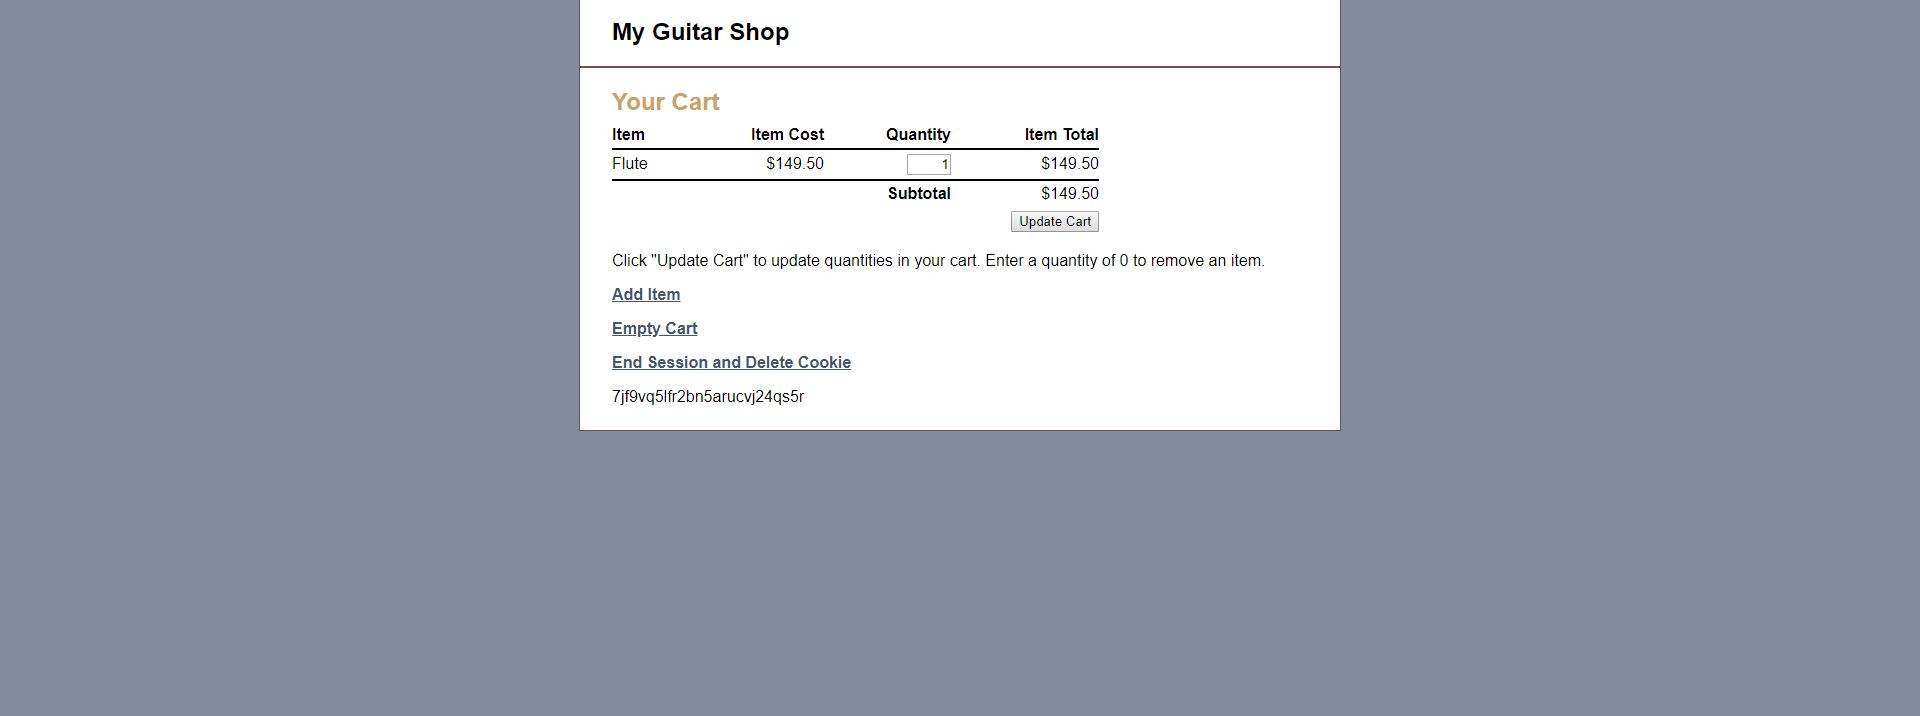 My Guitar Shop
Your Cart
Item Item Cost Quantity Item Total
Flute $149.50 1 $149.50
Subtotal $149.50
Update Cart
Click "Update Cart" to update quantities in your cart. Enter a quantity of 0 to remove an item.
Add Item
Empty Cart
End Session and Delete Cookie
7jf9vq5lfr2bn5arucvj24qs5r